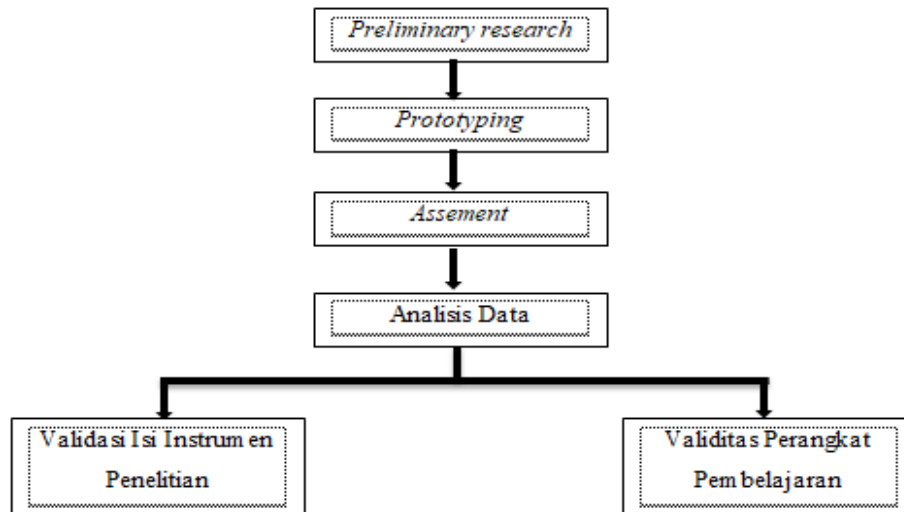 Preliminary research
Prototyping
Assement
Analisis Data
Validasi Isi Instrumen
Penelitian
Validitas Perangkat
Pembelajaran